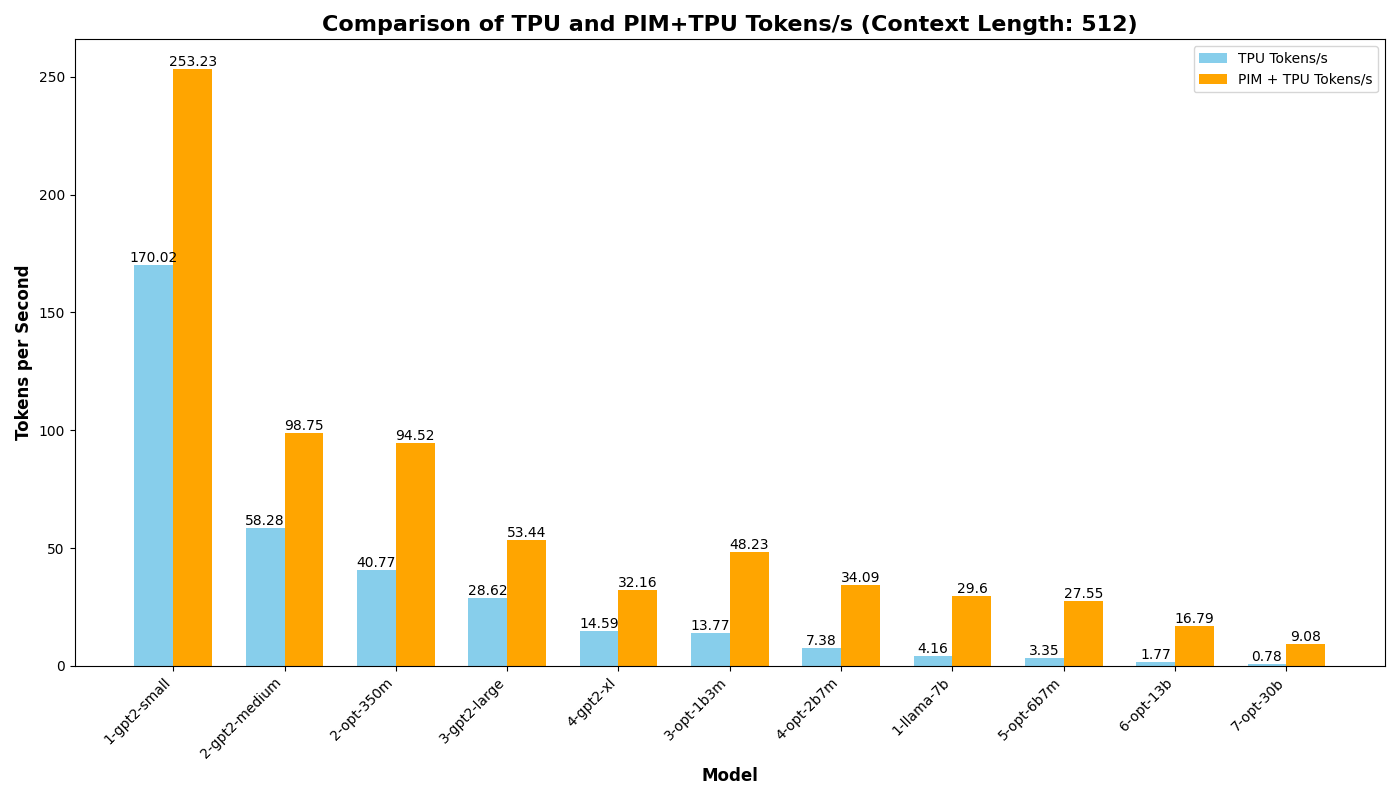 Comparison of TPU and PIM+TPU Tokens/s (Context Length: 512)
TPU Tokens/s
PIM + TPU Tokens/s
Tokens per Second
250
200
150
100
50
0
170.02
253.23
58.28
98.75
40.77
94.52
28.62
53.44
14.59
32.16
13.77
48.23
7.38
34.09
4.16
29.6
3.35
27.55
1.77
16.79
0.78
9.08
1-gpt2-small
2-gpt2-medium
2-opt-350m
3-gpt2-large
4-gpt2-xl
3-opt-1b3m
4-opt-2b7m
1-llama-7b
5-opt-6b7m
6-opt-13b
7-opt-30b
Model